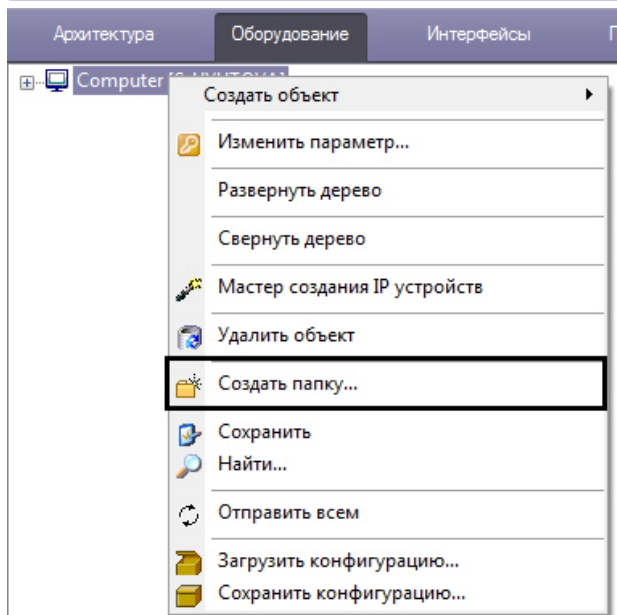 Архитектура Оборудование Интерфейсы
Computer
Создать объект
Изменить параметр...
Развернуть дерево
Свернуть дерево
Мастер создания IP устройств
Удалить объект
Создать папку...
Сохранить
Найти...
Отправить всем
Загрузить конфигурацию...
Сохранить конфигурацию...